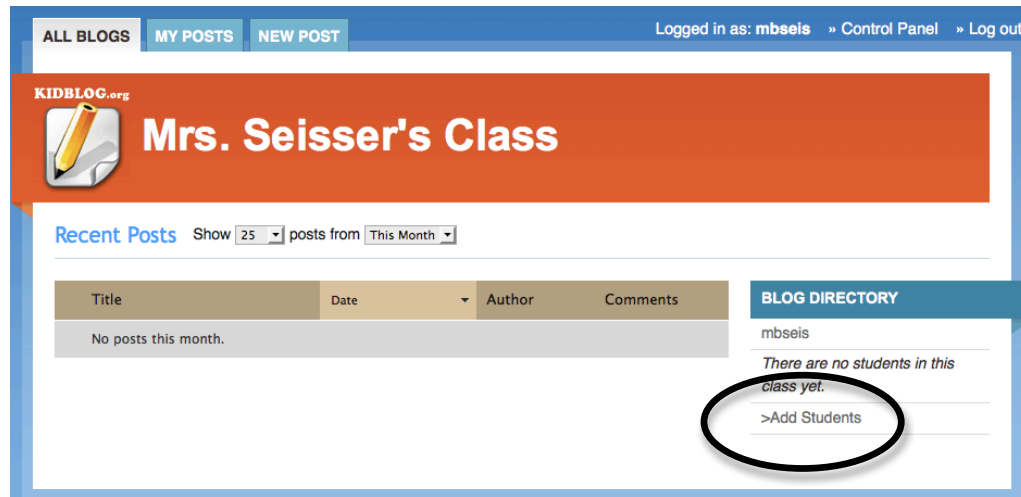 ALL BLOGS MY POSTS NEW POST Logged in as: mbseis » Control Panel » Log out
KIDBLOG.org
Mrs. Seisser's Class
Recent Posts Show 25 posts from This Month
Title Date Author Comments
No posts this month.
BLOG DIRECTORY
mbseis
There are no students in this
class yet.
>Add Students